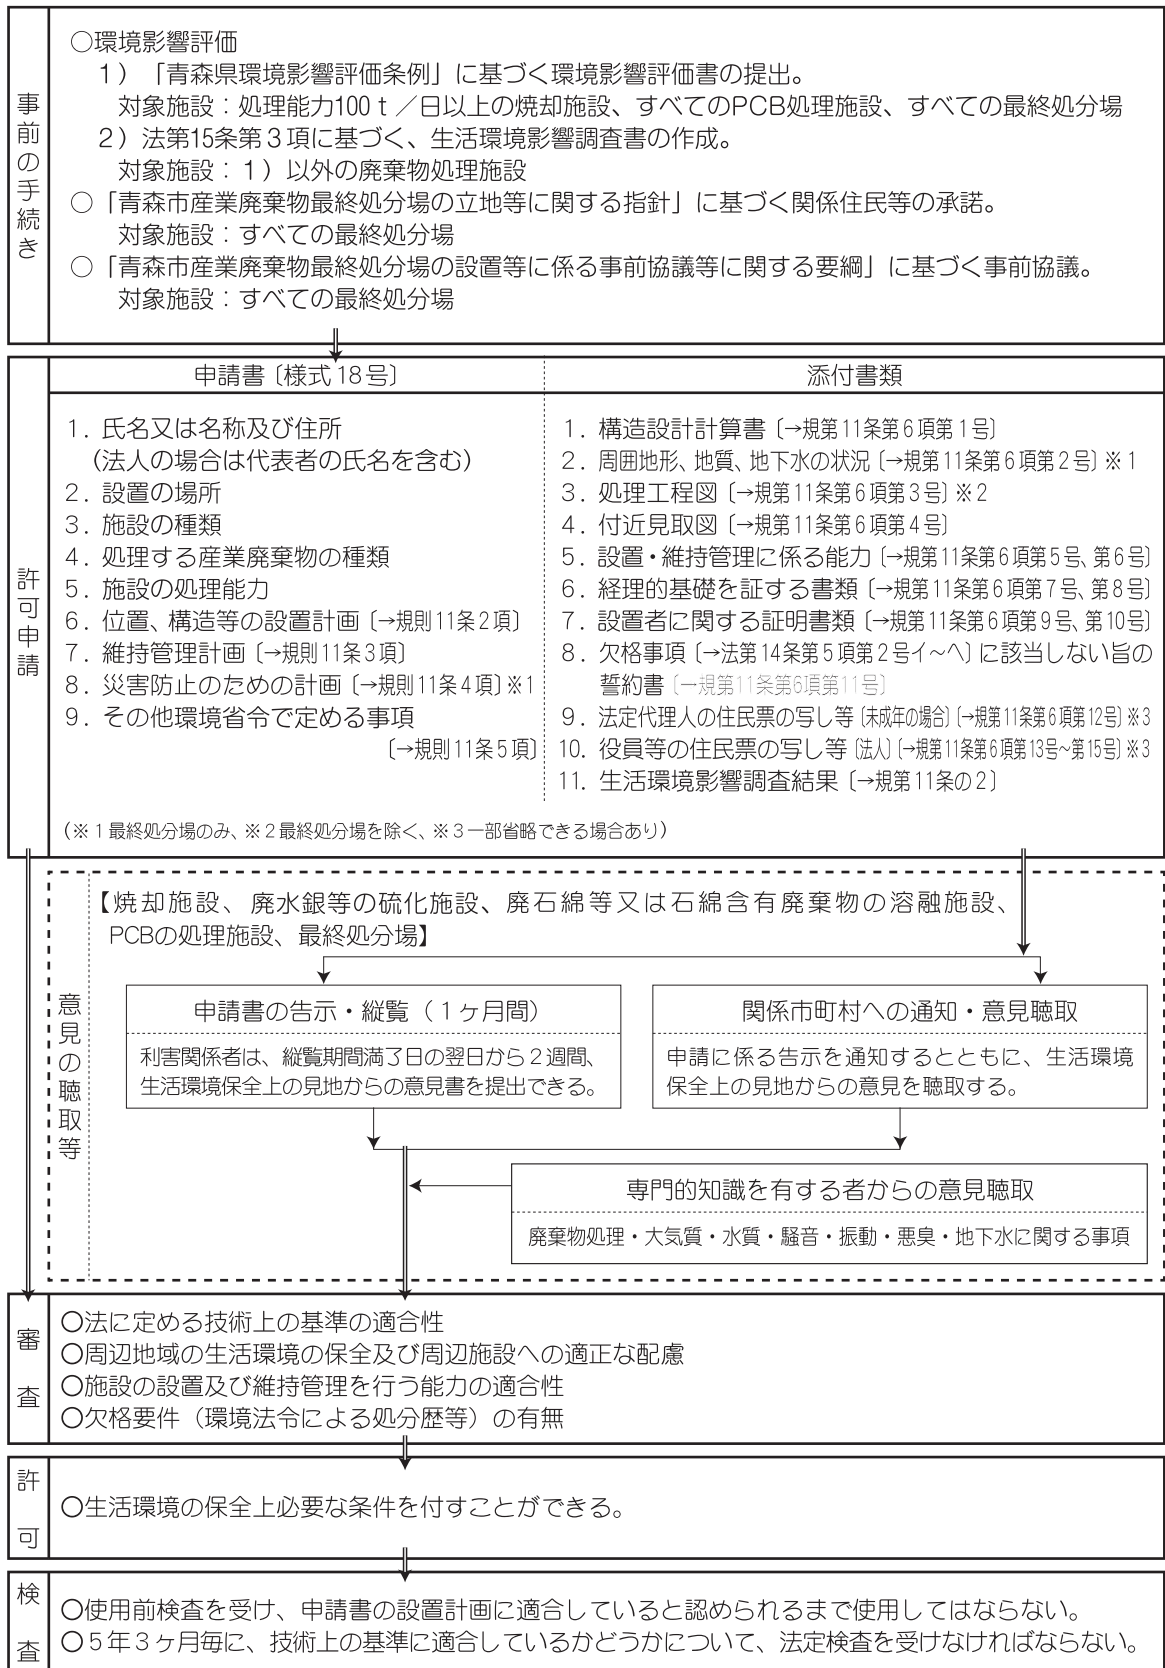 事前の手続き
○環境影響評価
1）「青森県環境影響評価条例」に基づく環境影響評価書の提出。
対象施設：処理能力100ｔ／日以上の焼却施設、すべてのPCB処理施設、すべての最終処分場
2）法第15条第3項に基づく、生活環境影響調査書の作成。
対象施設：1）以外の廃棄物処理施設
○「青森市産業廃棄物最終処分場の立地等に関する指針」に基づく関係住民等の承諾。
対象施設：すべての最終処分場
○「青森市産業廃棄物最終処分場の設置等に係る事前協議等に関する要綱」に基づく事前協議。
対象施設：すべての最終処分場
許可申請
申請書〔様式18号〕
1．氏名又は名称及び住所
（法人の場合は代表者の氏名を含む）
2．設置の場所
3．施設の種類
4．処理する産業廃棄物の種類
5．施設の処理能力
6．位置、構造等の設置計画〔→規則11条2項〕
7．維持管理計画〔→規則11条3項〕
8．災害防止のための計画〔→規則11条4項〕※1
9．その他環境省令で定める事項
〔→規則11条5項〕
添付書類
1．構造設計計算書〔→規第11条第6項第1号〕
2．周囲地形、地質、地下水の状況〔→規第11条第6項第2号〕※1
3．処理工程図〔→規第11条第6項第3号〕※2
4．付近見取図〔→規第11条第6項第4号〕
5．設置・維持管理に係る能力〔→規第11条第6項第5号、第6号〕
6．経理的基礎を証する書類〔→規第11条第6項第7号、第8号〕
7．設置者に関する証明書類〔→規第11条第6項第9号、第10号〕
8．欠格事項〔→法第14条第5項第2号イ～ヘ〕に該当しない旨の
誓約書〔→規第11条第6項第11号〕
9．法定代理人の住民票の写し等〔未成年の場合〕〔→規第11条第6項第12号〕※3
10．役員等の住民票の写し等〔法人〕〔→規第11条第6項第13号~第15号〕※3
11．生活環境影響調査結果〔→規第11条の2〕
（※1最終処分場のみ、※2最終処分場を除く、※3一部省略できる場合あり）
意見の聴取等
【焼却施設、廃水銀等の硫化施設、廃石綿等又は石綿含有廃棄物の溶融施設、
PCBの処理施設、最終処分場】
申請書の告示・縦覧（1ヶ月間）
利害関係者は、縦覧期間満了日の翌日から2週間、
生活環境保全上の見地からの意見書を提出できる。
関係市町村への通知・意見聴取
申請に係る告示を通知するとともに、生活環境
保全上の見地からの意見を聴取する。
専門的知識を有する者からの意見聴取
廃棄物処理・大気質・水質・騒音・振動・悪臭・地下水に関する事項
審査
○法に定める技術上の基準の適合性
○周辺地域の生活環境の保全及び周辺施設への適正な配慮
○施設の設置及び維持管理を行う能力の適合性
○欠格要件（環境法令による処分歴等）の有無
許可
○生活環境の保全上必要な条件を付すことができる。
検査
○使用前検査を受け、申請書の設置計画に適合していると認められるまで使用してはならない。
○5年3ヶ月毎に、技術上の基準に適合しているかどうかについて、法定検査を受けなければならない。